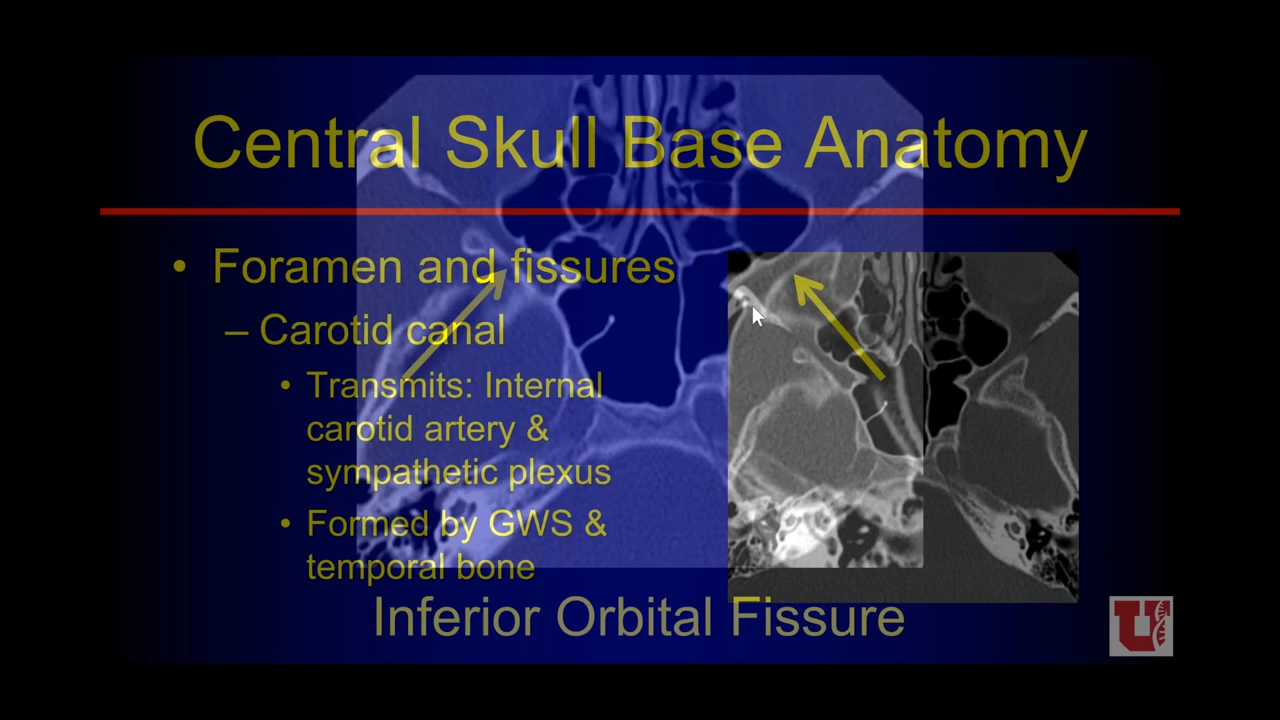 Central Skull Base Anatomy
• Foramen and fissures
– Carotid canal
• Transmits: Internal
carotid artery &
sympathetic plexus
• Formed by GWS &
temporal bone
Inferior Orbital Fissure
U